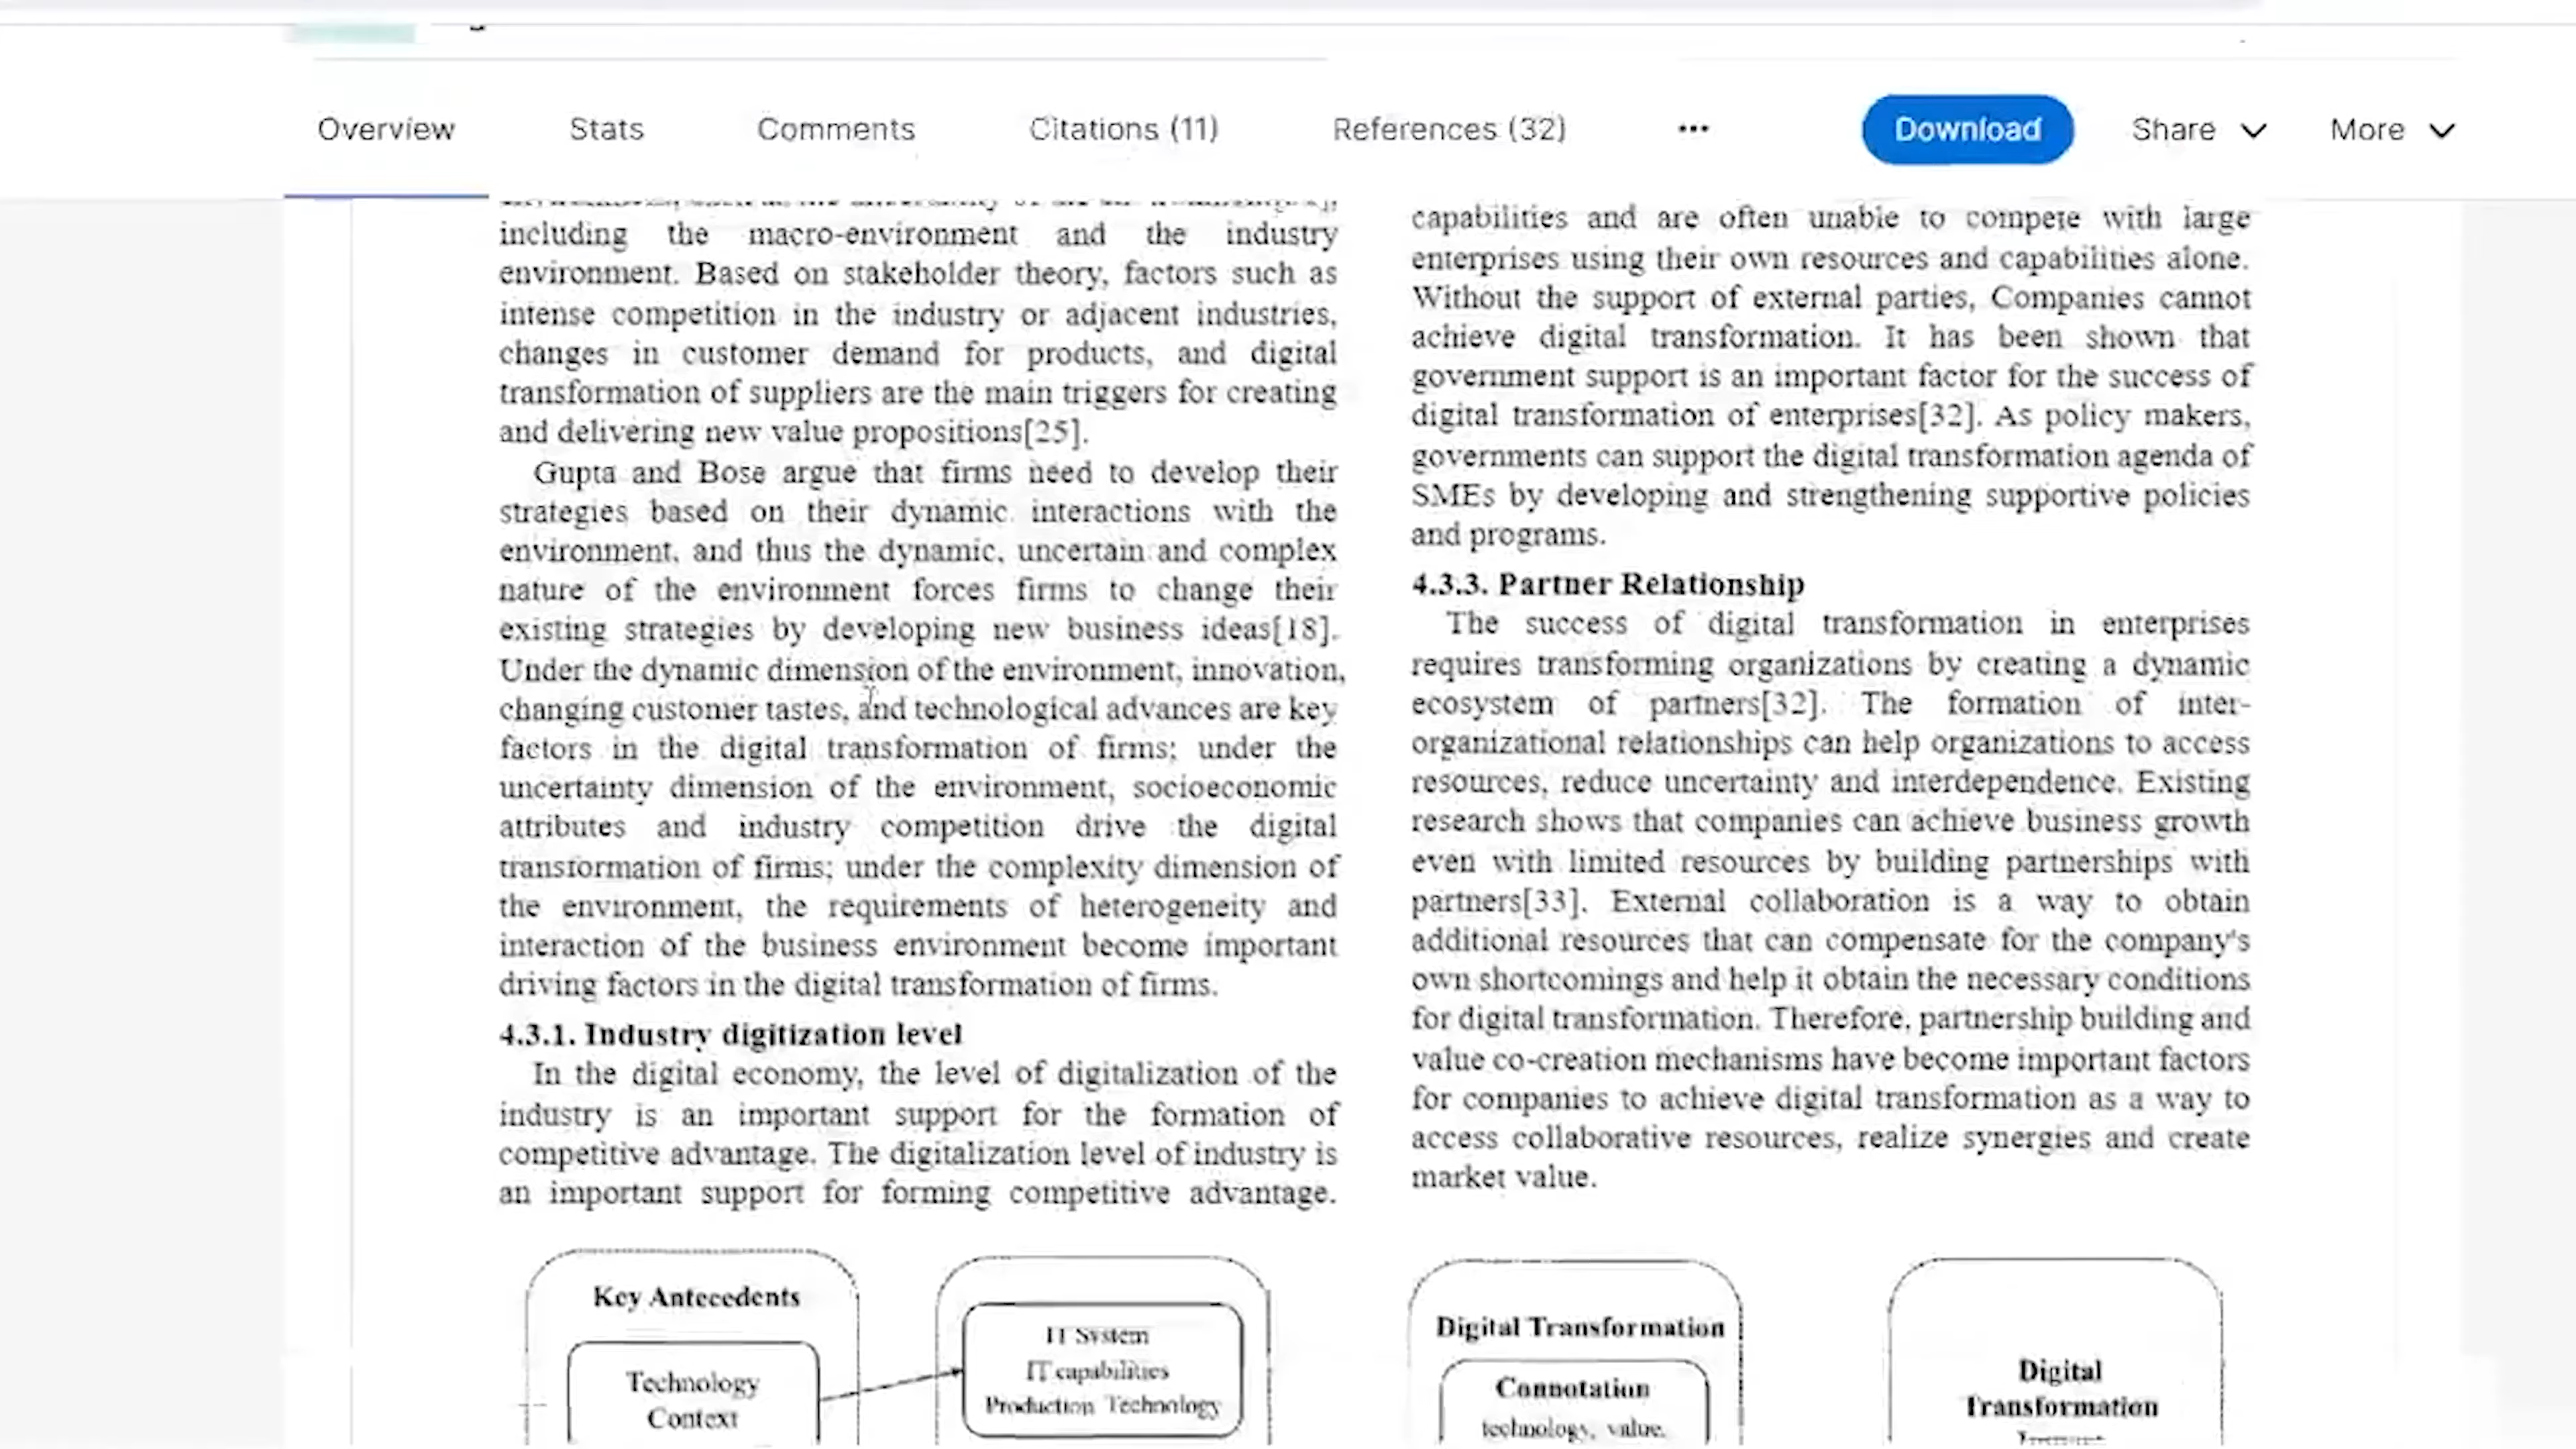 Overview Stats Comments Citations (11) References (32) ... Download Share More
including the macro-environment and the industry
environment. Based on stakeholder theory, factors such as
intense competition in the industry or adjacent industries,
changes in customer demand for products, and digital
transformation of suppliers are the main triggers for creating
and delivering new value propositions[25].
Gupta and Bose argue that firms need to develop their
strategies based on their dynamic interactions with the
environment, and thus the dynamic, uncertain and complex
nature of the environment forces firms to change their
existing strategies by developing new business ideas[18].
Under the dynamic dimension of the environment, innovation,
changing customer tastes, and technological advances are key
factors in the digital transformation of firms; under the
uncertainty dimension of the environment, socioeconomic
attributes and industry competition drive the digital
transformation of firms; under the complexity dimension of
the environment, the requirements of heterogeneity and
interaction of the business environment become important
driving factors in the digital transformation of firms.
4.3.1. Industry digitization level
In the digital economy, the level of digitalization of the
industry is an important support for the formation of
competitive advantage. The digitalization level of industry is
an important support for forming competitive advantage.
capabilities and are often unable to compete with large
enterprises using their own resources and capabilities alone.
Without the support of external parties, Companies cannot
achieve digital transformation. It has been shown that
government support is an important factor for the success of
digital transformation of enterprises[32]. As policy makers,
governments can support the digital transformation agenda of
SMEs by developing and strengthening supportive policies
and programs.
4.3.3. Partner Relationship
The success of digital transformation in enterprises
requires transforming organizations by creating a dynamic
ecosystem of partners[32]. The formation of inter-
organizational relationships can help organizations to access
resources, reduce uncertainty and interdependence. Existing
research shows that companies can achieve business growth
even with limited resources by building partnerships with
partners[33]. External collaboration is a way to obtain
additional resources that can compensate for the company's
own shortcomings and help it obtain the necessary conditions
for digital transformation. Therefore, partnership building and
value co-creation mechanisms have become important factors
for companies to achieve digital transformation as a way to
access collaborative resources, realize synergies and create
market value.
Key Antecedents
Technology
Context
IT System
IT capabilities
Production Technology
Digital Transformation
Connotation
technology, value,
Digital
Transformation